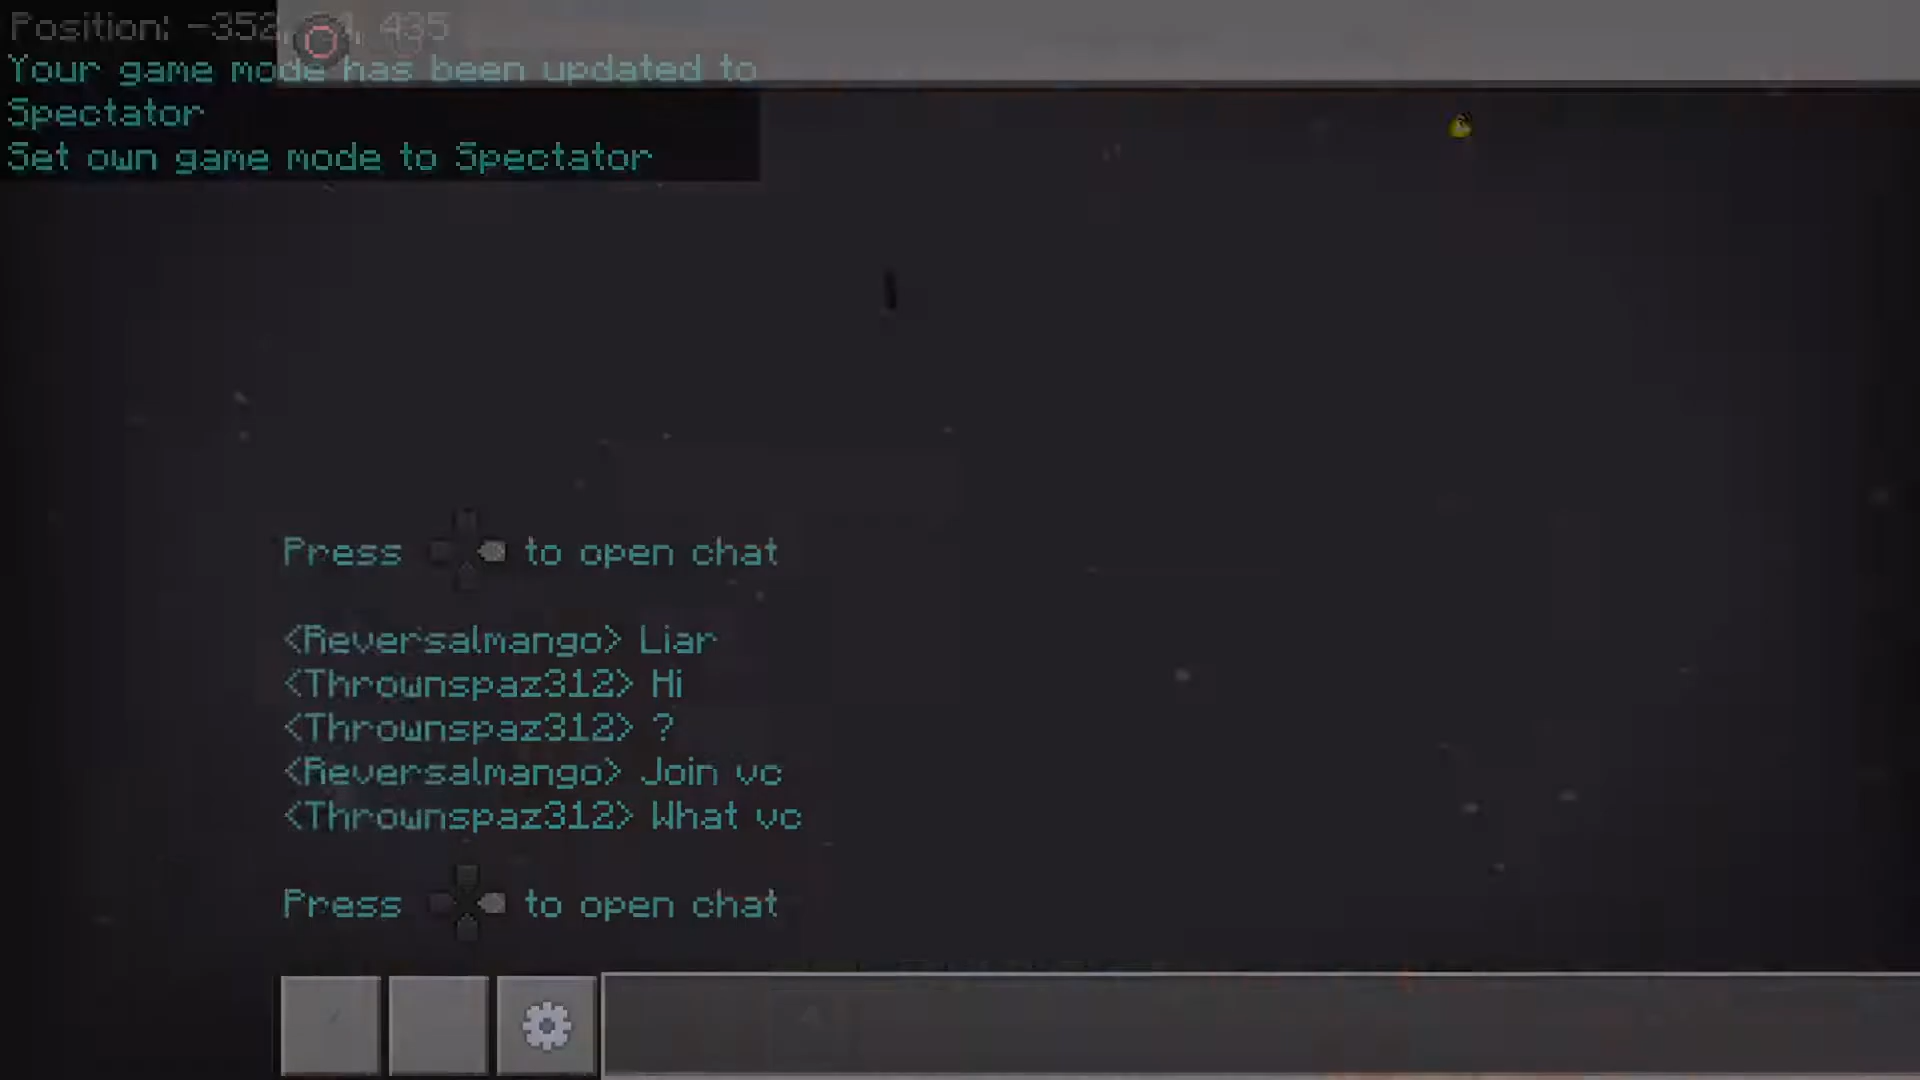 Position: -352, 435
Your game mode has been updated to
Spectator
Set own game mode to Spectator
Press to open chat
<Reversalmango> Liar
<Thrownspaz312> Hi
<Thrownspaz312> ?
<Reversalmango> Join vc
<Thrownspaz312> What vc
Press to open chat